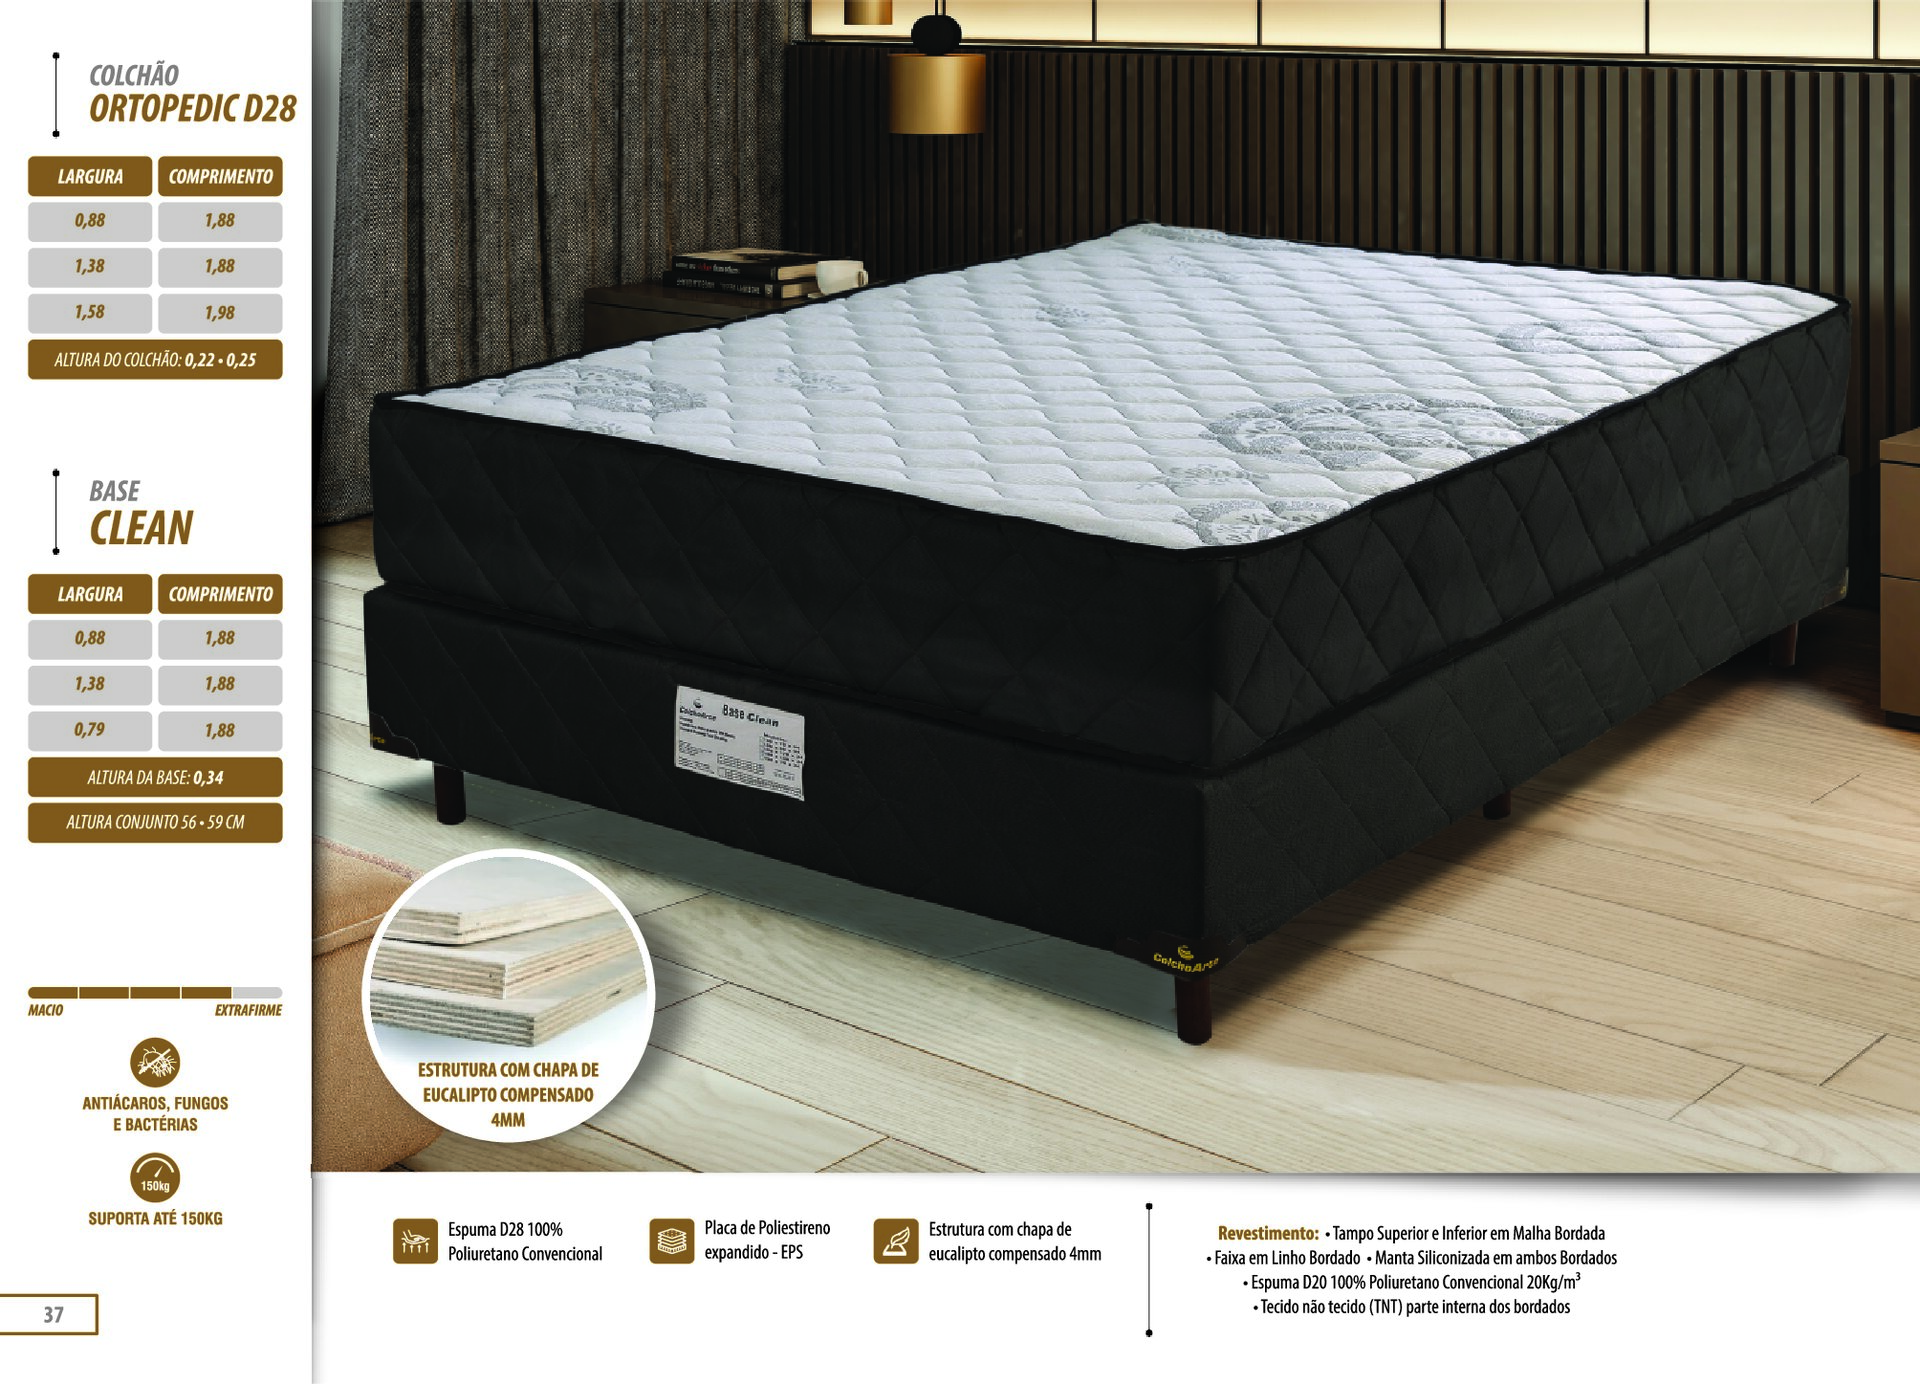 COLCHÃO
ORTOPEDIC D28
LARGURA COMPRIMENTO
0,88 1,88
1,38 1,88
1,58 1,98
ALTURA DO COLCHÃO: 0,22 • 0,25
BASE
CLEAN
LARGURA COMPRIMENTO
0,88 1,88
1,38 1,88
0,79 1,88
ALTURA DA BASE: 0,34
ALTURA CONJUNTO 56 • 59 CM
MACIO EXTRAFIRME
ANTIÁCAROS, FUNGOS
E BACTÉRIAS
150kg
SUPORTA ATÉ 150KG
37
ColchoArte
Base Clean
ColchoArte
ESTRUTURA COM CHAPA DE
EUCALIPTO COMPENSADO
4MM
Espuma D28 100%
Poliuretano Convencional
Placa de Poliestireno
expandido - EPS
Estrutura com chapa de
eucalipto compensado 4mm
Revestimento: • Tampo Superior e Inferior em Malha Bordada
• Faixa em Linho Bordado • Manta Siliconizada em ambos Bordados
• Espuma D20 100% Poliuretano Convencional 20Kg/m³
• Tecido não tecido (TNT) parte interna dos bordados